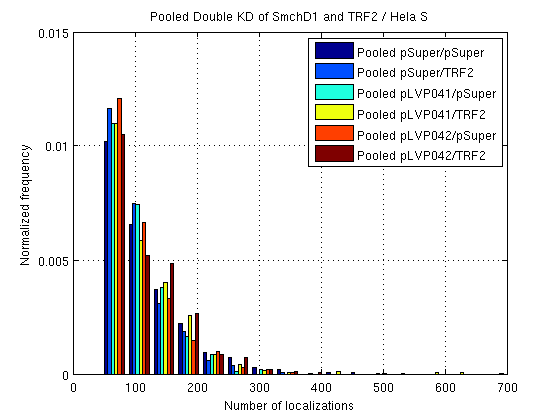 Pooled Double KD of SmchD1 and TRF2 / Hela S
0.015
Pooled pSuper/pSuper
Pooled pSuper/TRF2
Pooled pLVP041/pSuper
Pooled pLVP041/TRF2
Pooled pLVP042/pSuper
Pooled pLVP042/TRF2
0.01
Normalized frequency
0.005
0
0 100 200 300 400 500 600 700
Number of localizations